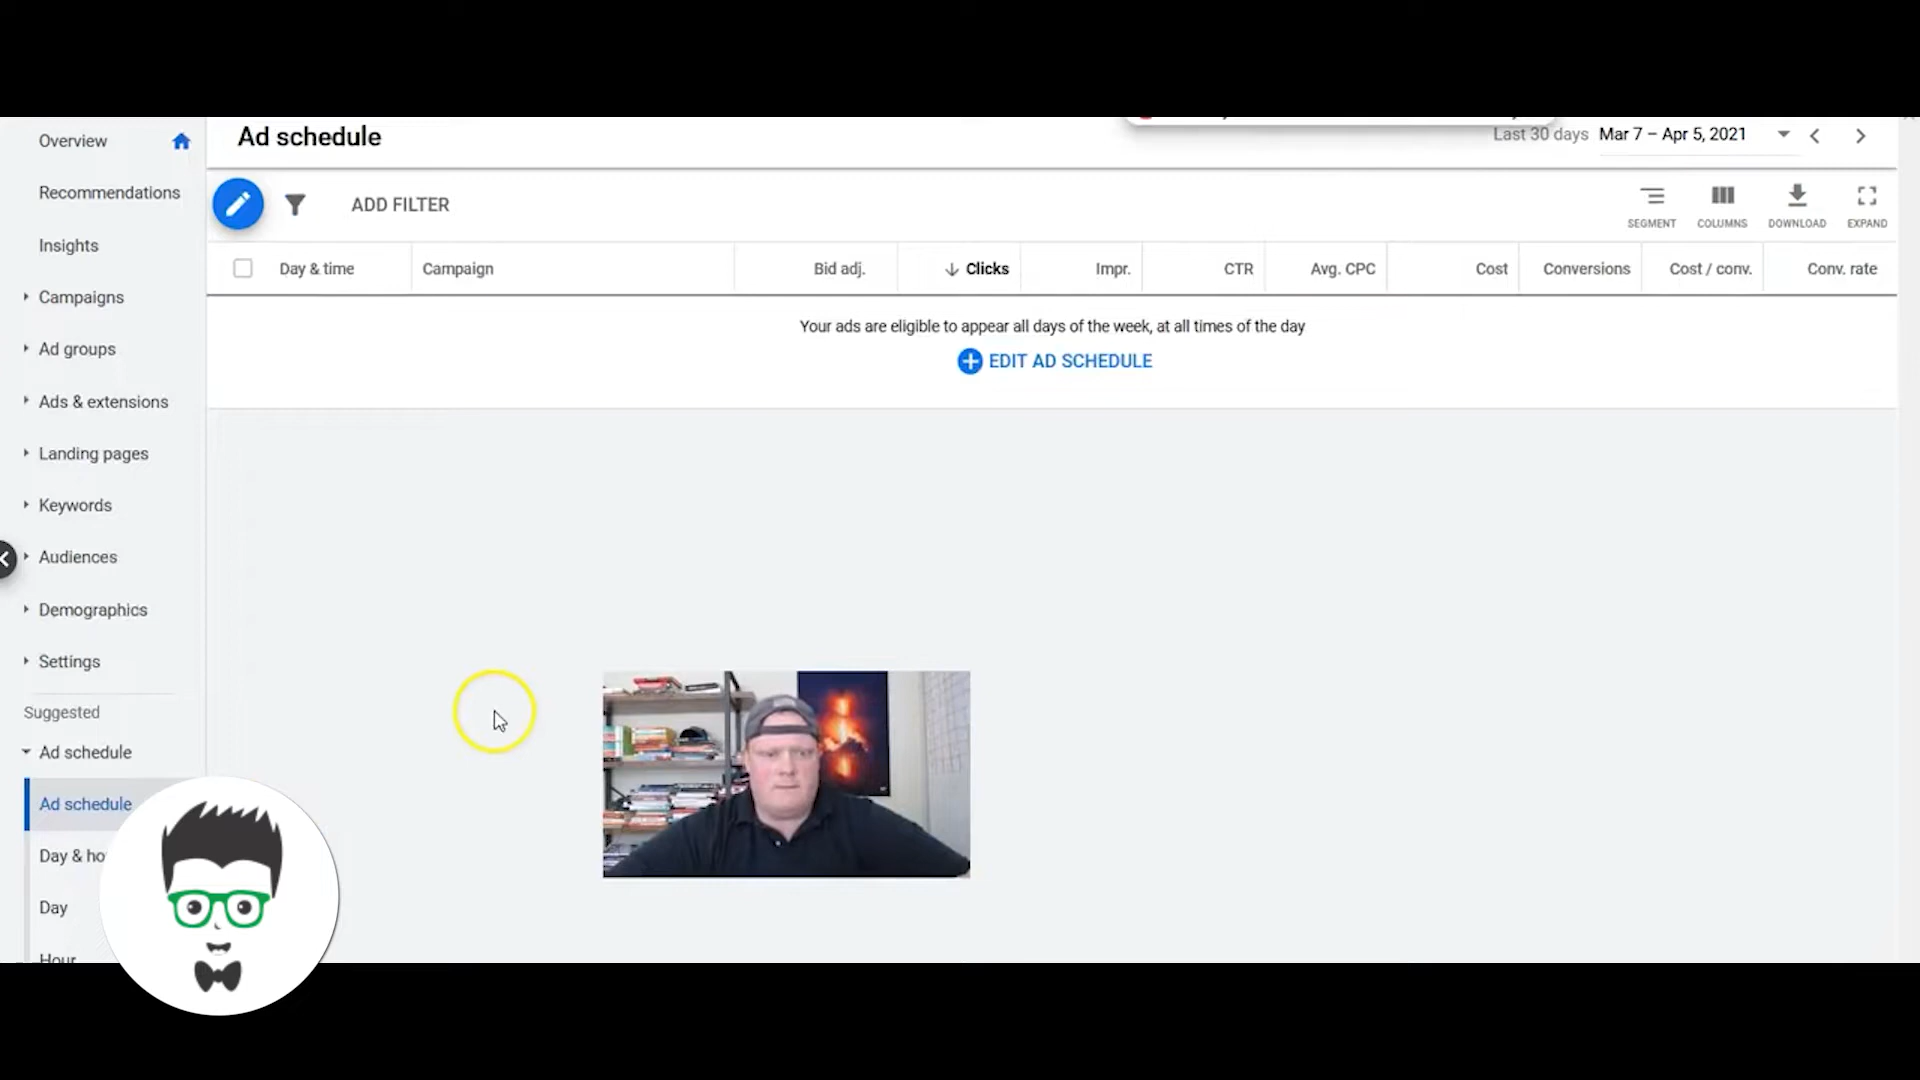 Overview
Recommendations
Insights
Campaigns
Ad groups
Ads & extensions
Landing pages
Keywords
Audiences
Demographics
Settings
Suggested
Ad schedule
Ad schedule
Day & ho
Day
Hour
Ad schedule
Last 30 days Mar 7 – Apr 5, 2021
ADD FILTER
SEGMENT COLUMNS DOWNLOAD EXPAND
Day & time Campaign Bid adj. Clicks Impr. CTR Avg. CPC Cost Conversions Cost / conv. Conv. rate
Your ads are eligible to appear all days of the week, at all times of the day
EDIT AD SCHEDULE